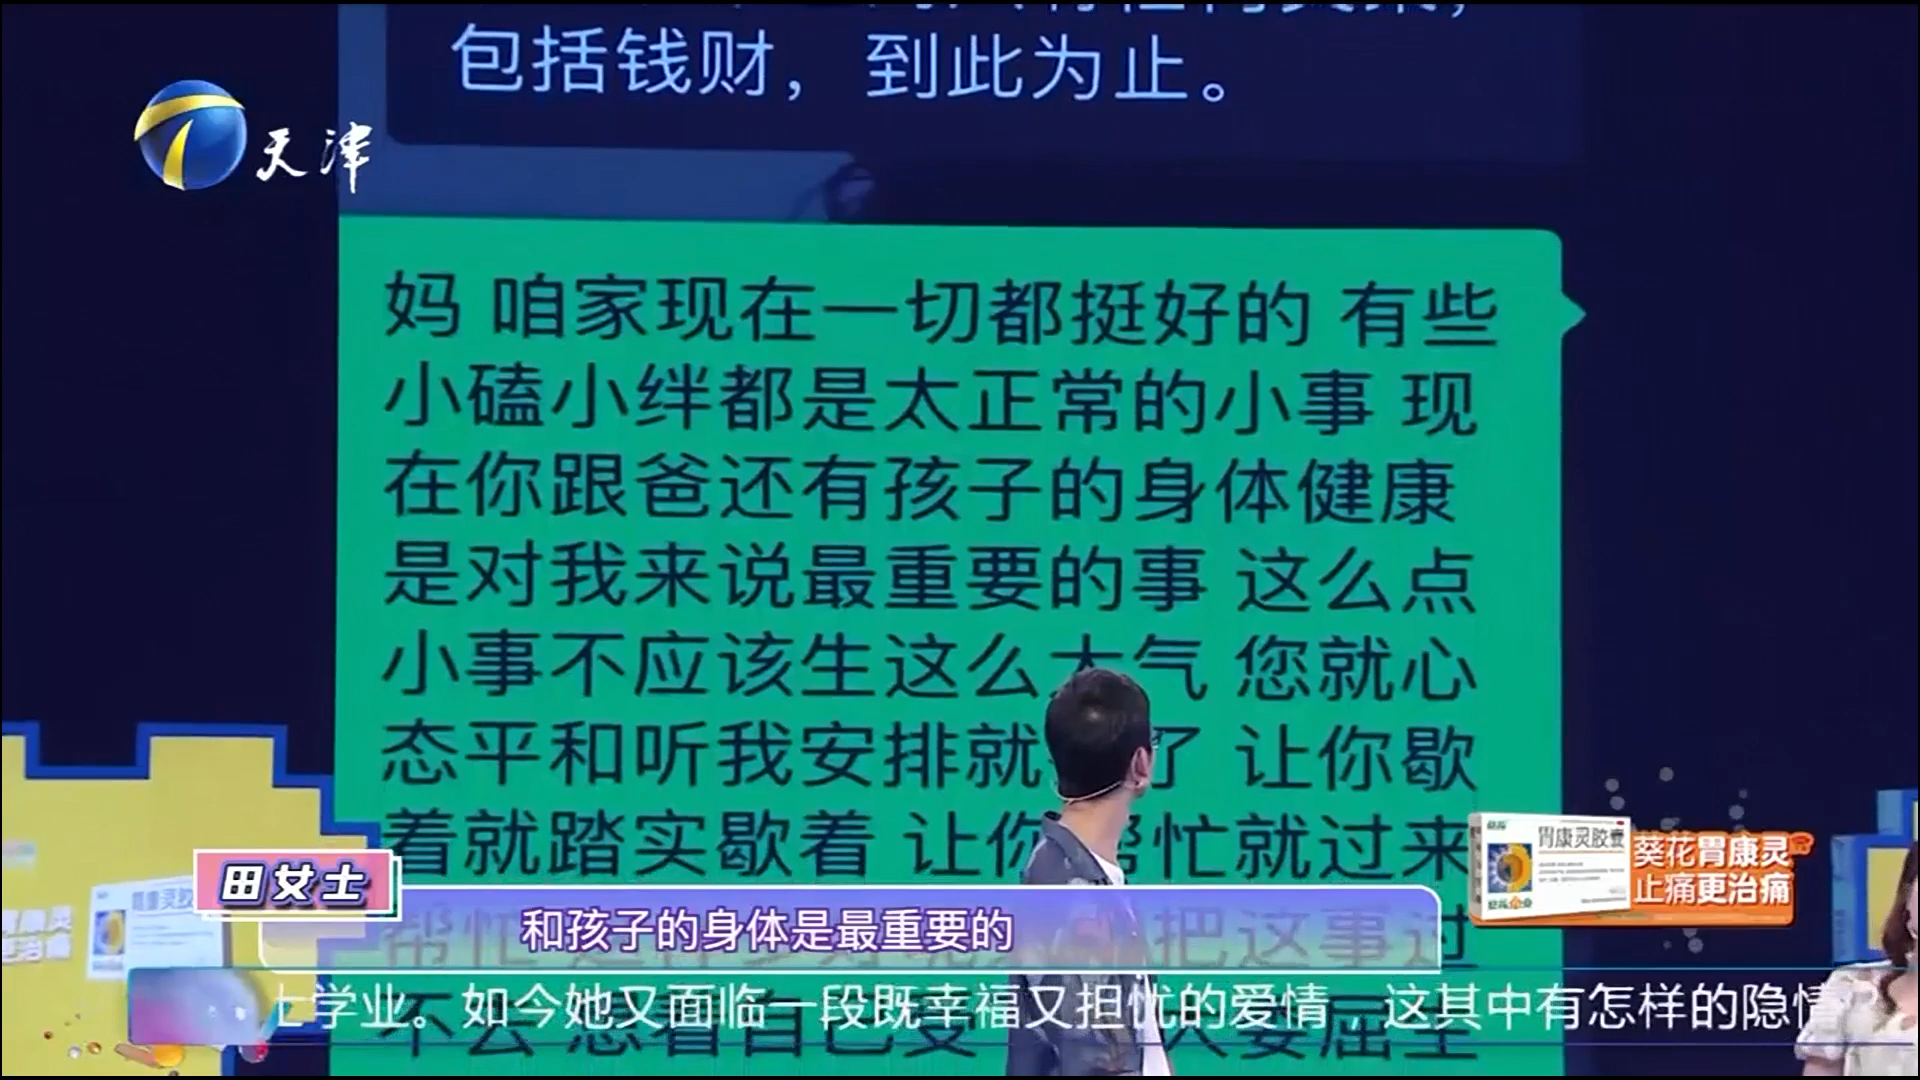 包括钱财，到此为止。
天津
妈 咱家现在一切都挺好的 有些
小磕小绊都是太正常的小事 现
在你跟爸还有孩子的身体健康
是对我来说最重要的事 这么点
小事不应该生这么大气 您就心
态平和听我安排就 了 让你歇
着就踏实歇着 让你帮忙就过来
帮忙 把这事过
田女士
和孩子的身体是最重要的
学业。如今她又面临一段既幸福又担忧的爱情，这其中有怎样的隐情
胃康灵胶囊
葵花胃康灵
止痛更治痛